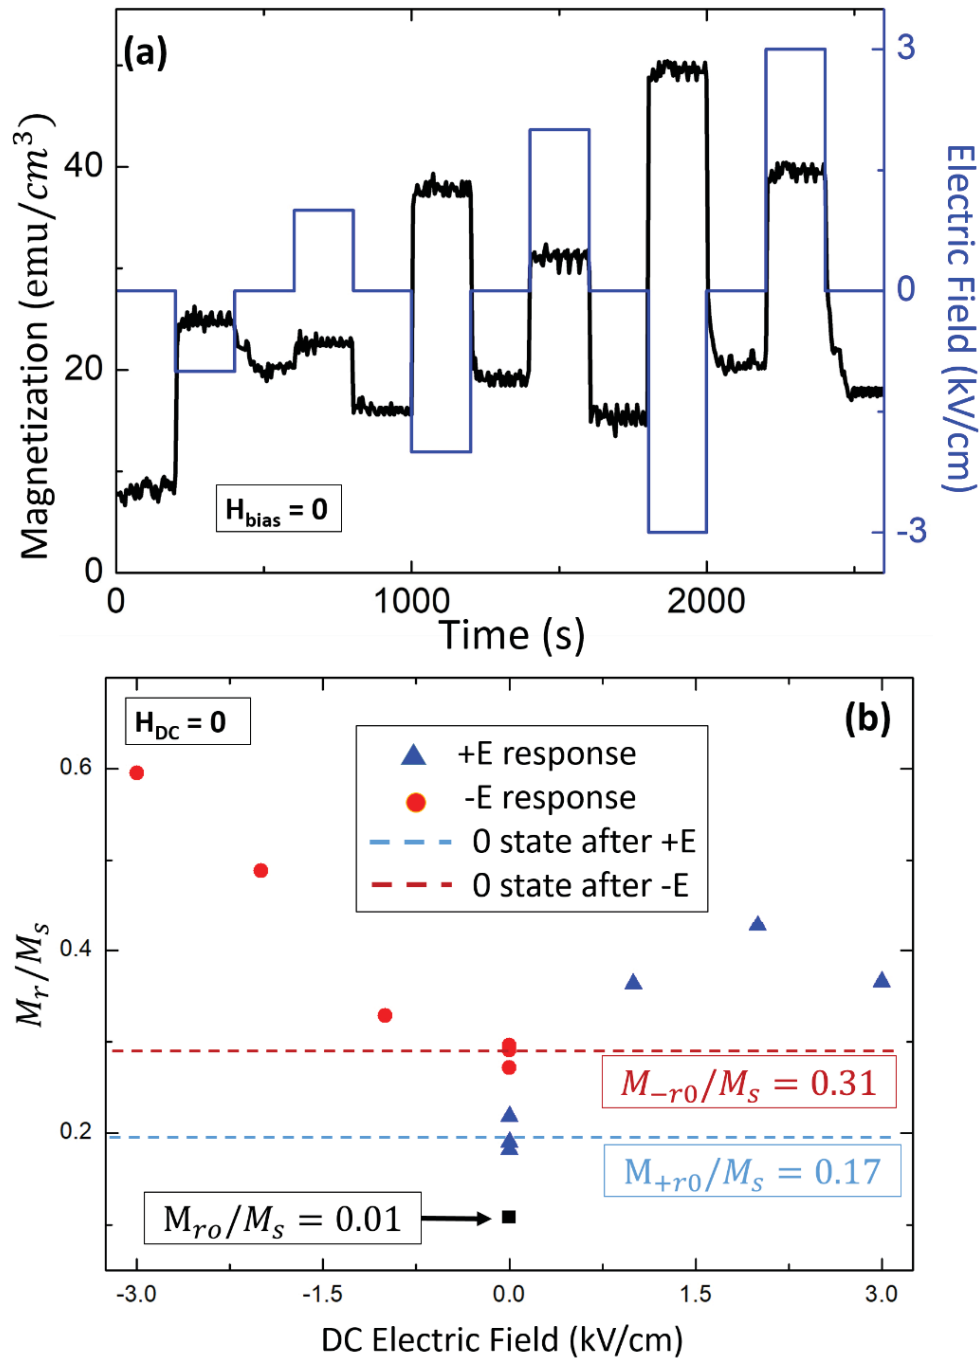 (a)
Magnetization (emu/cm³)
40
20
0
3
0
-3
Electric Field (kV/cm)
H_bias = 0
0
1000
2000
Time (s)
H_DC = 0
(b)
+E response
-E response
0 state after +E
0 state after -E
0.6
0.4
0.2
M_r/M_s
M_{-r0}/M_s = 0.31
M_{+r0}/M_s = 0.17
M_{ro}/M_s = 0.01
-3.0
-1.5
0.0
1.5
3.0
DC Electric Field (kV/cm)